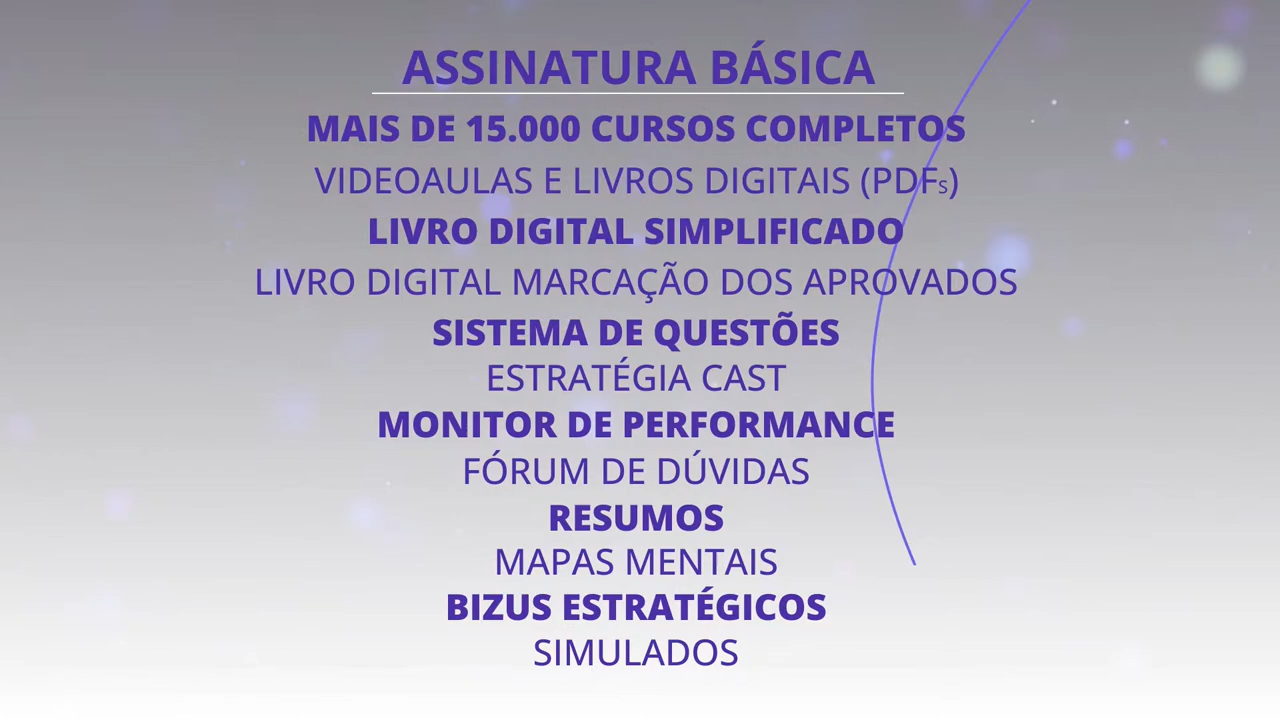 ASSINATURA BÁSICA
MAIS DE 15.000 CURSOS COMPLETOS
VIDEOAULAS E LIVROS DIGITAIS (PDFs)
LIVRO DIGITAL SIMPLIFICADO
LIVRO DIGITAL MARCAÇÃO DOS APROVADOS
SISTEMA DE QUESTÕES
ESTRATÉGIA CAST
MONITOR DE PERFORMANCE
FÓRUM DE DÚVIDAS
RESUMOS
MAPAS MENTAIS
BIZUS ESTRATÉGICOS
SIMULADOS